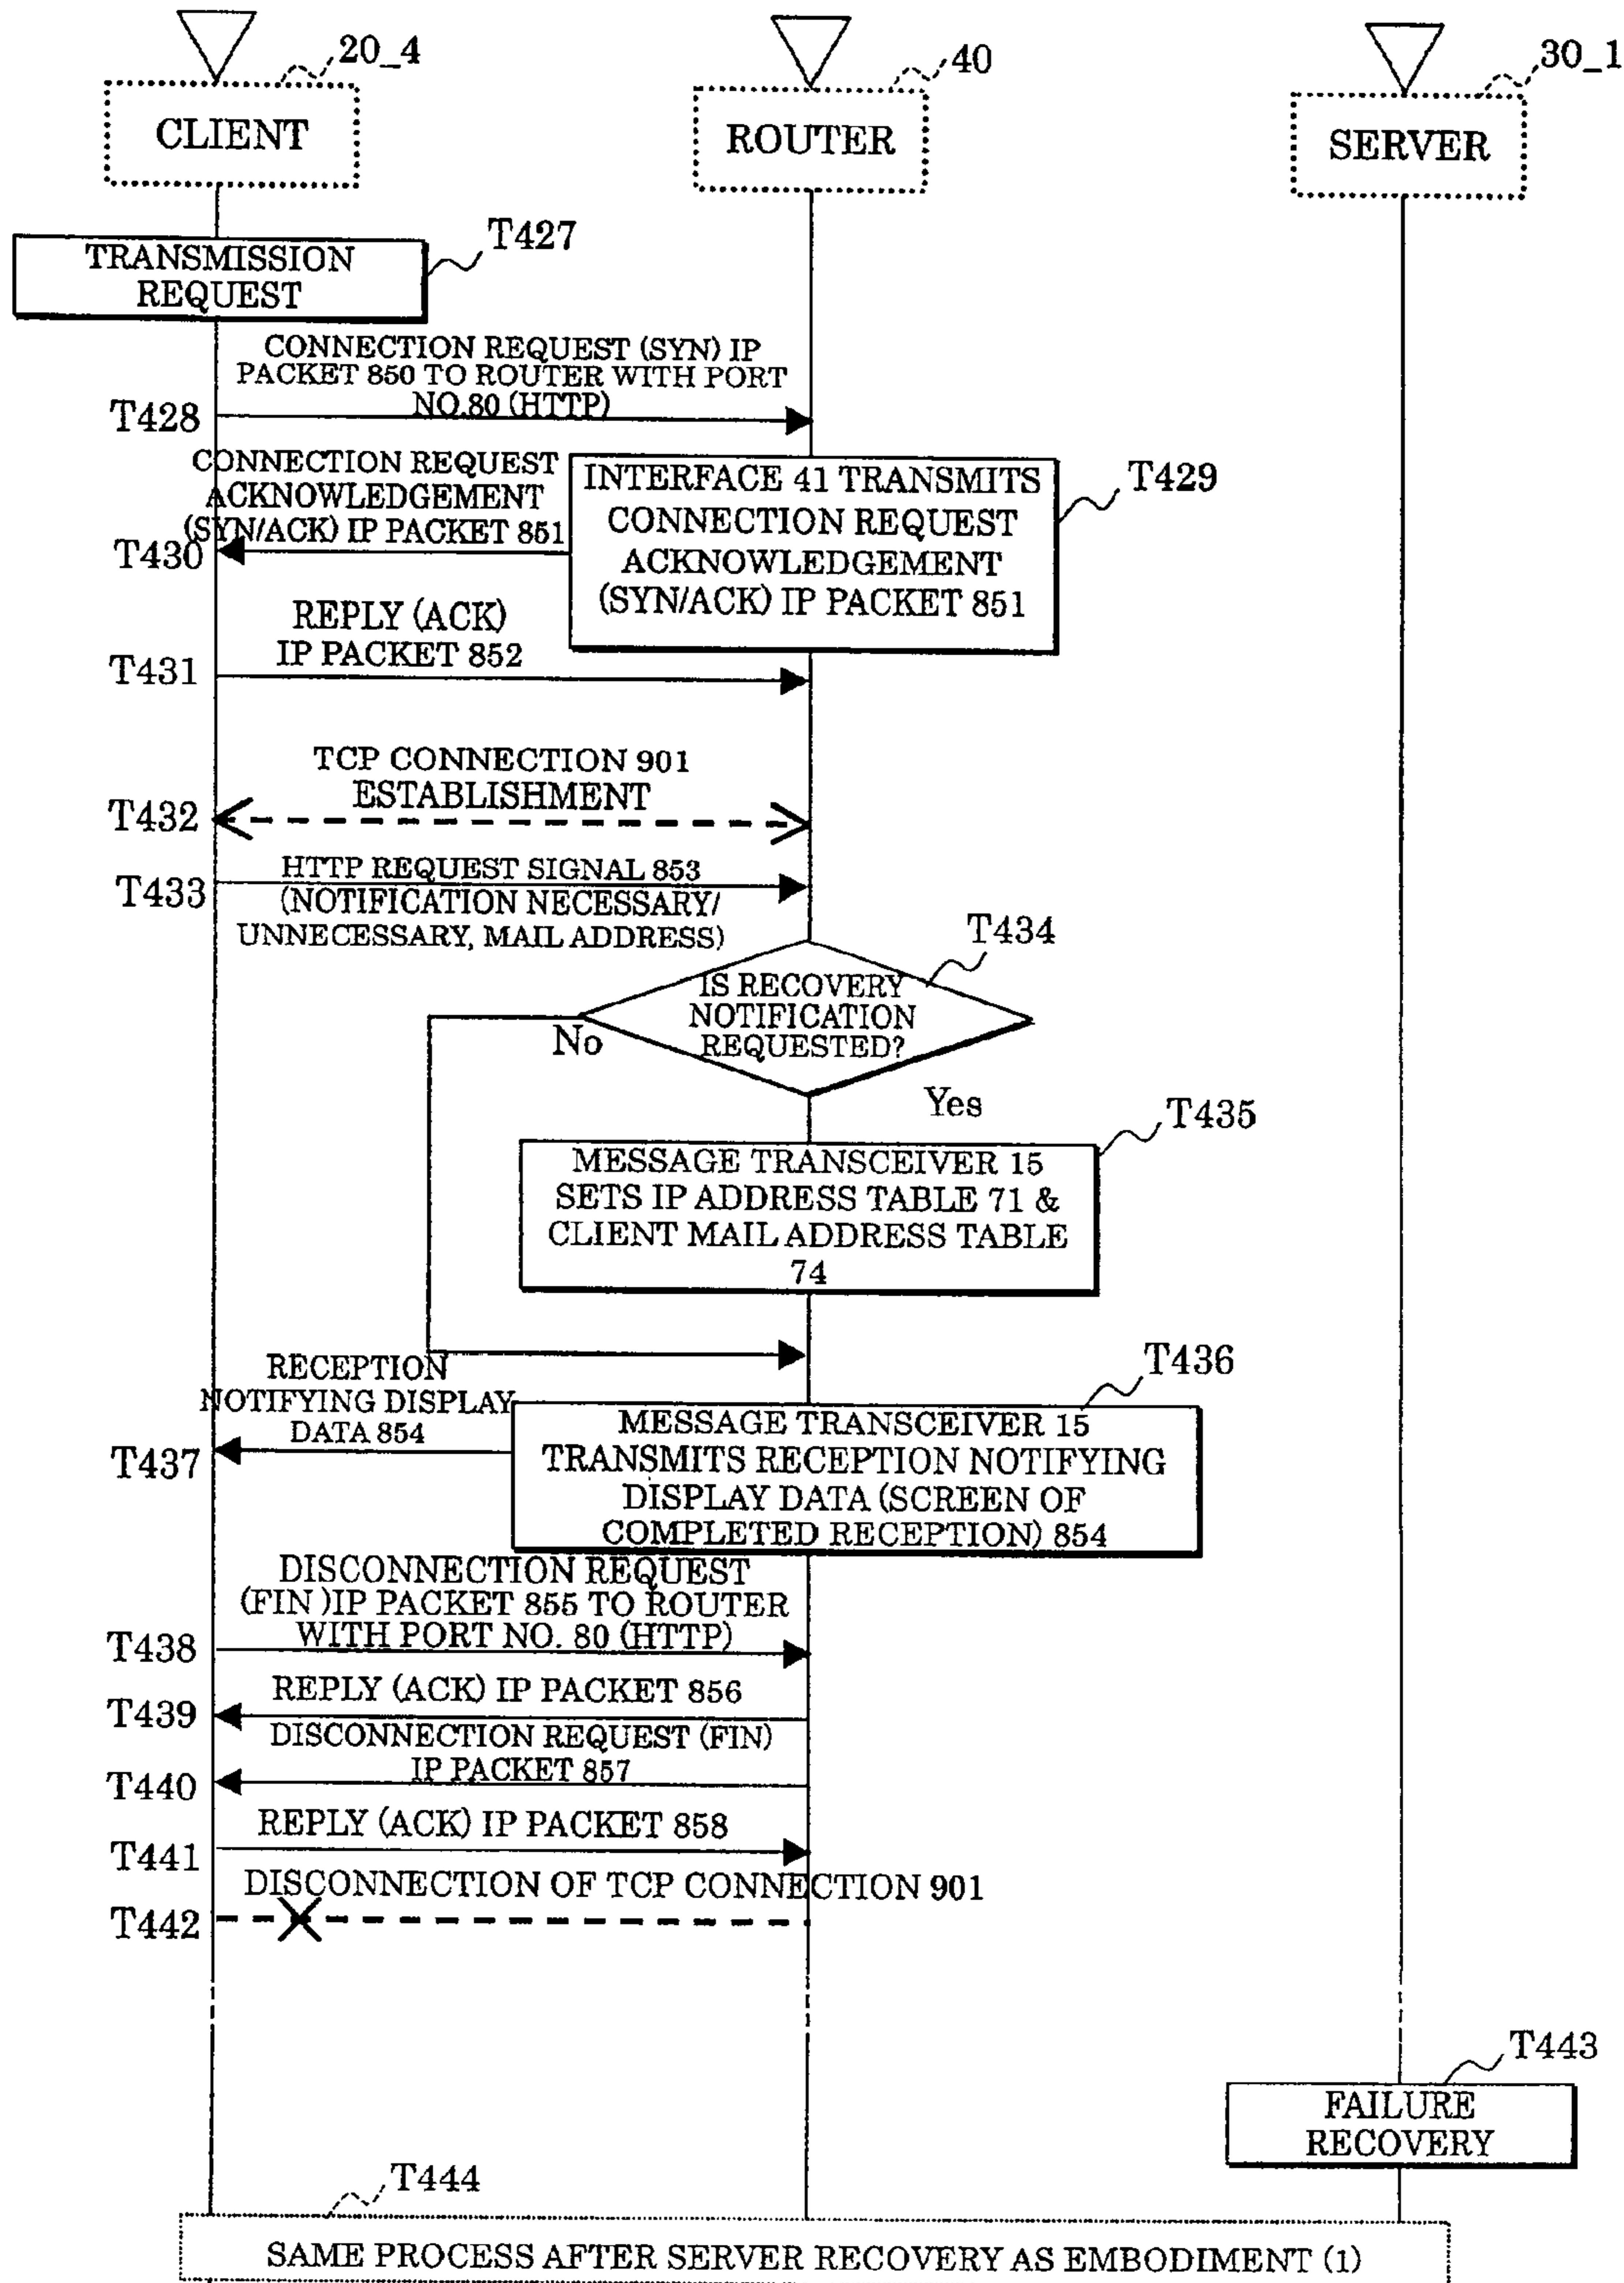 20_4
40
30_1
CLIENT
ROUTER
SERVER
T427
TRANSMISSION
REQUEST
CONNECTION REQUEST (SYN) IP
PACKET 850 TO ROUTER WITH PORT
NO.80 (HTTP)
T428
CONNECTION REQUEST
ACKNOWLEDGEMENT
(SYN/ACK) IP PACKET 851
T430
INTERFACE 41 TRANSMITS
CONNECTION REQUEST
ACKNOWLEDGEMENT
(SYN/ACK) IP PACKET 851
T429
REPLY (ACK)
IP PACKET 852
T431
TCP CONNECTION 901
ESTABLISHMENT
T432
HTTP REQUEST SIGNAL 853
T433
(NOTIFICATION NECESSARY/
UNNECESSARY, MAIL ADDRESS)
T434
IS RECOVERY
NOTIFICATION
REQUESTED?
No
Yes
T435
MESSAGE TRANSCEIVER 15
SETS IP ADDRESS TABLE 71 &
CLIENT MAIL ADDRESS TABLE
74
RECEPTION
NOTIFYING DISPLAY
DATA 854
T437
T436
MESSAGE TRANSCEIVER 15
TRANSMITS RECEPTION NOTIFYING
DISPLAY DATA (SCREEN OF
COMPLETED RECEPTION) 854
DISCONNECTION REQUEST
(FIN )IP PACKET 855 TO ROUTER
WITH PORT NO. 80 (HTTP)
T438
REPLY (ACK) IP PACKET 856
T439
DISCONNECTION REQUEST (FIN)
IP PACKET 857
T440
REPLY (ACK) IP PACKET 858
T441
DISCONNECTION OF TCP CONNECTION 901
T442
T443
FAILURE
RECOVERY
T444
SAME PROCESS AFTER SERVER RECOVERY AS EMBODIMENT (1)